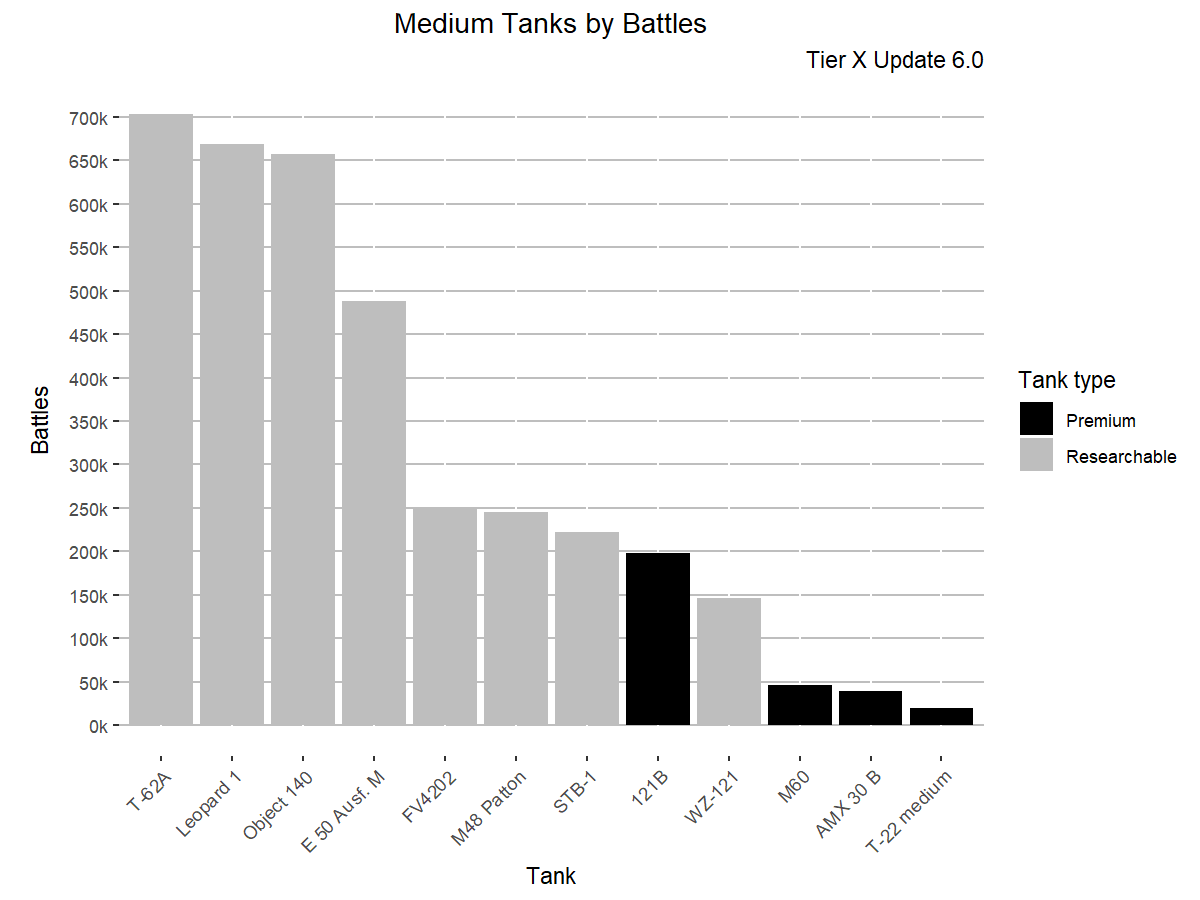 Medium Tanks by Battles
Tier X Update 6.0
700k
650k
600k
550k
500k
450k
400k
350k
300k
250k
200k
150k
100k
50k
0k
Battles
T-62A
Leopard 1
Object 140
E 50 Ausf. M
FV4202
M48 Patton
STB-1
121B
WZ-121
M60
AMX 30 B
T-22 medium
Tank
Tank type
Premium
Researchable